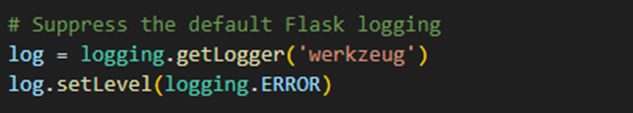 # Suppress the default Flask logging
log = logging.getLogger('werkzeug')
log.setLevel(logging.ERROR)